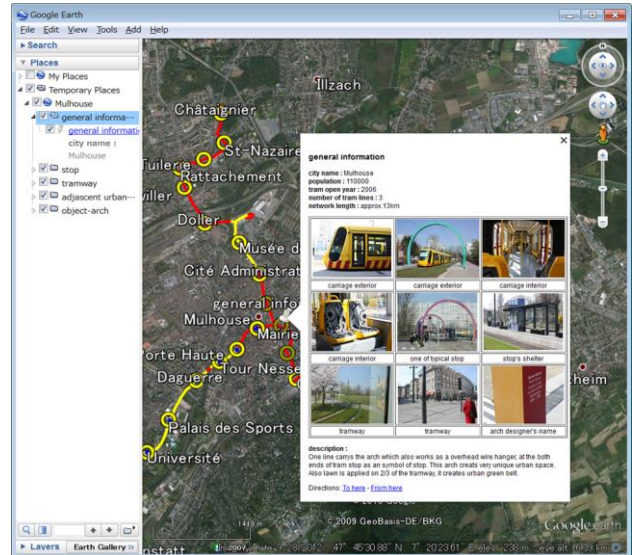 Google Earth
File Edit View Tools Add Help
Search
Places
My Places
Temporary Places
Mulhouse
general informa...
general informati
city name :
Mulhouse
stop
tramway
adjascent urban...
object-arch
Layers Earth Gallery »
Illzach
Châtaignier
St-Nazaire
Tuilerie
Rattachement
Doller
Musée d
Cité Administrat
general info
Mulhouse
Mairie
Porte Haute
Tour Nesse
Daguerre
Palais des Sports
Université
general information
city name : Mulhouse
population : 110000
tram open year : 2006
number of tram lines : 3
network length : approx.13km
carriage exterior
carriage exterior
carriage interior
carriage interior
one of typical stop
stop's shelter
tramway
tramway
arch designer's name
description :
One line carrys the arch which also works as a overhead wire hanger, at the both
ends of tram stop as an symbol of stop. This arch creats very unique urban space.
Also lawn is applied on 2/3 of the tramway, it creates urban green belt.
Directions: To here - From here
© 2009 GeoBasis-DE/BKG
Google earth